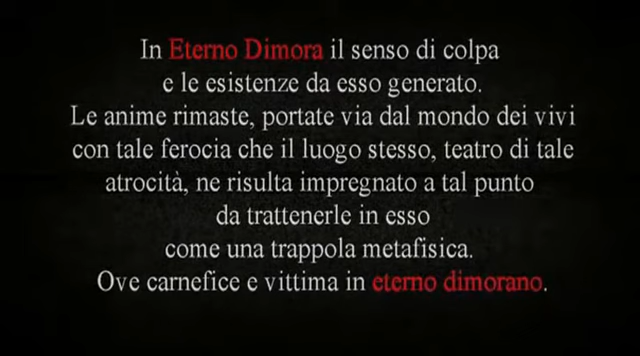 In Eterno Dimora il senso di colpa
e le esistenze da esso generato.
Le anime rimaste, portate via dal mondo dei vivi
con tale ferocia che il luogo stesso, teatro di tale
atrocità, ne risulta impregnato a tal punto
da trattenerle in esso
come una trappola metafisica.
Ove carnefice e vittima in eterno dimorano.